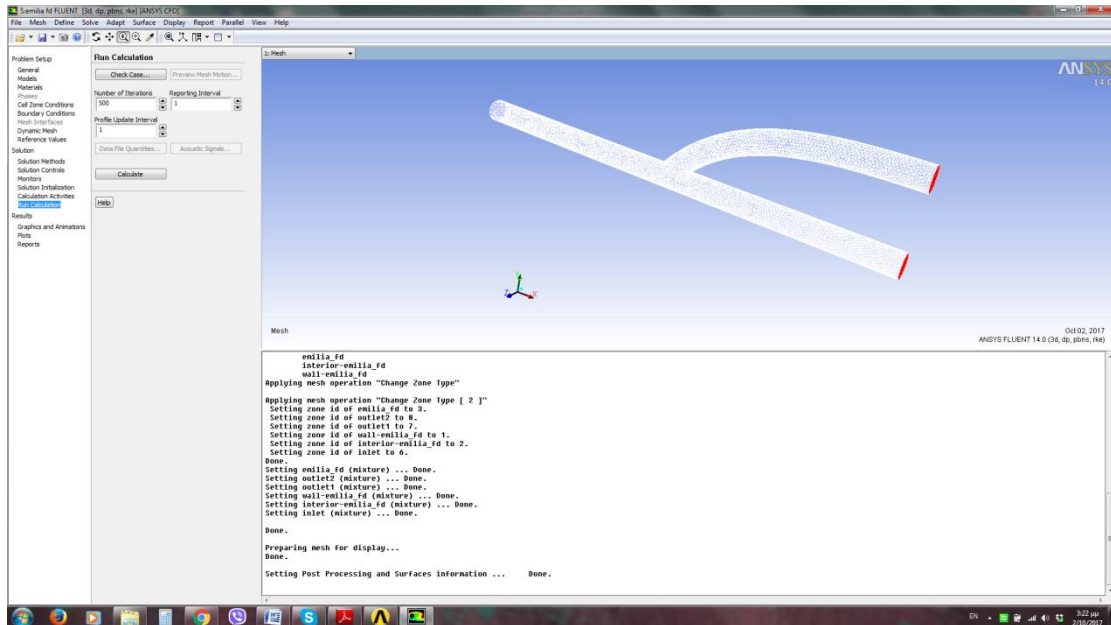 S:emilia fd FLUENT [3d, dp, pbns, rke] [ANSYS CFD]
File Mesh Define Solve Adapt Surface Display Report Parallel View Help
Problem Setup
General
Models
Materials
Phases
Cell Zone Conditions
Boundary Conditions
Mesh Interfaces
Dynamic Mesh
Reference Values
Solution
Solution Methods
Solution Controls
Monitors
Solution Initialization
Calculation Activities
Run Calculation
Results
Graphics and Animations
Plots
Reports
Run Calculation
Check Case... Preview Mesh Motion...
Number of Iterations Reporting Interval
500 1
Profile Update Interval
1
Data File Quantities... Acoustic Signals...
Calculate
Help
1: Mesh
ANSYS
14.0
Y
Z X
Mesh
Oct 02, 2017
ANSYS FLUENT 14.0 (3d, dp, pbns, rke)
emilia_fd
interior-emilia_fd
wall-emilia_fd
Applying mesh operation "Change Zone Type"
Applying mesh operation "Change Zone Type [ 2 ]"
Setting zone id of emilia_fd to 3.
Setting zone id of outlet2 to 8.
Setting zone id of outlet1 to 7.
Setting zone id of wall-emilia_fd to 1.
Setting zone id of interior-emilia_fd to 2.
Setting zone id of inlet to 6.
Done.
Setting emilia_fd (mixture) ... Done.
Setting outlet2 (mixture) ... Done.
Setting outlet1 (mixture) ... Done.
Setting wall-emilia_fd (mixture) ... Done.
Setting interior-emilia_fd (mixture) ... Done.
Setting inlet (mixture) ... Done.
Done.
Preparing mesh for display...
Done.
Setting Post Processing and Surfaces information ... Done.
EN
3:22 μμ
2/10/2017